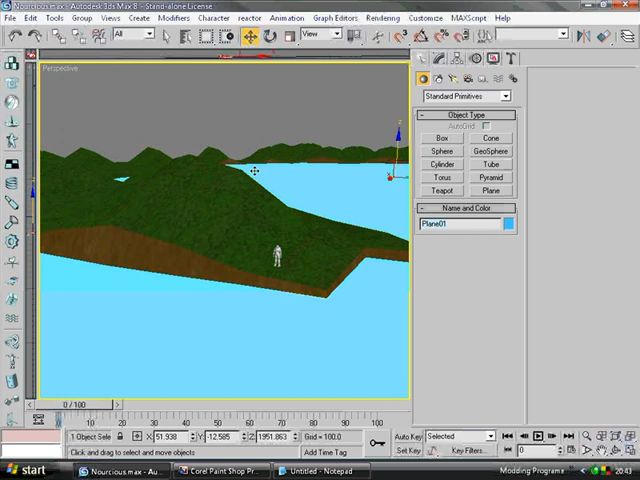 Nourcious.max - Autodesk 3ds Max 8 - Stand-alone License
File Edit Tools Group Views Create Modifiers Character reactor Animation Graph Editors Rendering Customize MAXScript Help
All View
Perspective
Standard Primitives
Object Type
AutoGrid
Box Cone
Sphere GeoSphere
Cylinder Tube
Torus Pyramid
Teapot Plane
Name and Color
Plane01
z
0 / 100
0 10 20 30 40 50 60 70 80 90 100
1 Object Sele X: 51.938 Y: -12.585 Z: 1951.863 Grid = 100.0 Auto Key Selected
Click and drag to select and move objects Add Time Tag Set Key Key Filters... 0
start Nourcious.max - Au... Corel Paint Shop Pr... Untitled - Notepad Modding Programs » 20:43